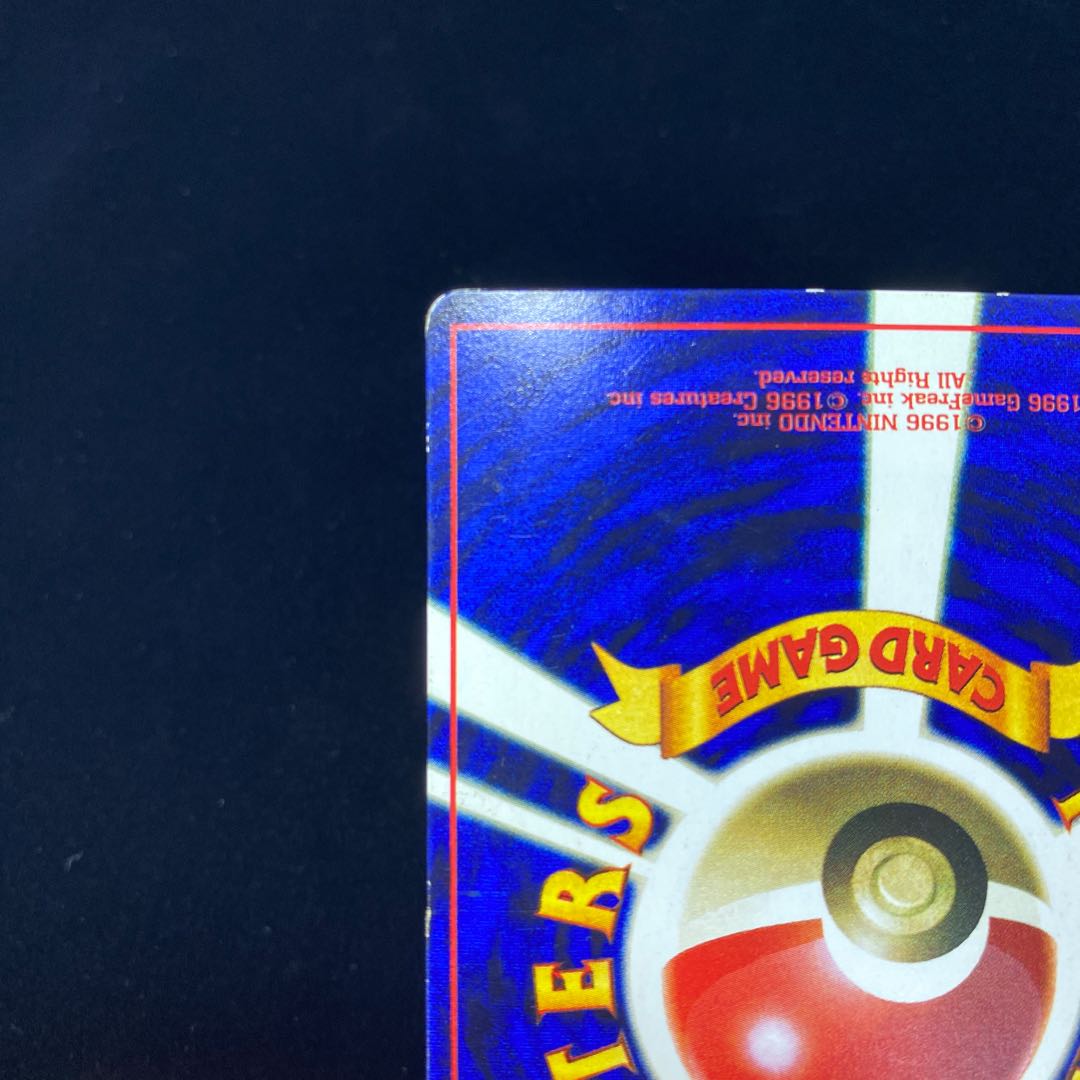 ©1996 NINTENDO inc.
1996 GameFreak inc. ©1996 Creatures inc
All Rights reserved.
CARD GAME
TERS